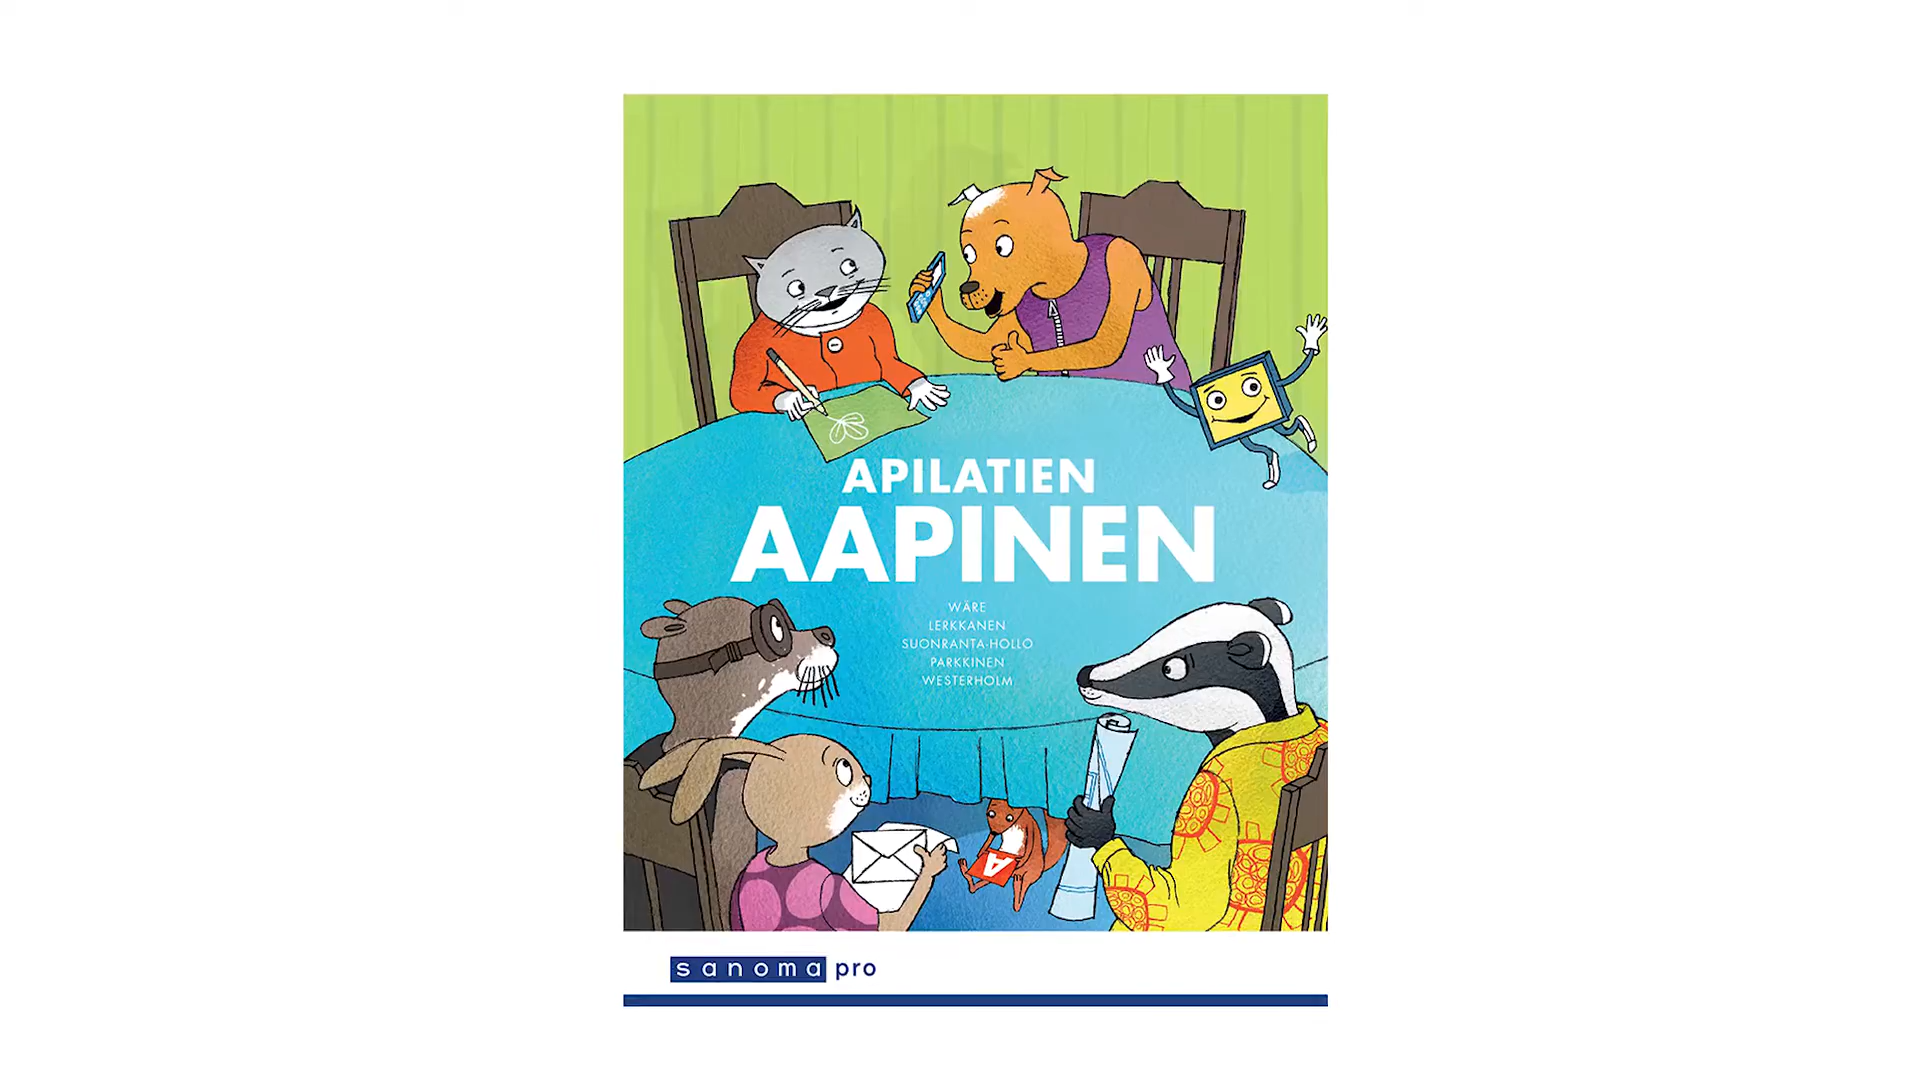 APILATIEN
AAPINEN
WÄRE
LERKKANEN
SUONRANTA-HOLLO
PARKKINEN
WESTERHOLM
A
sanoma pro